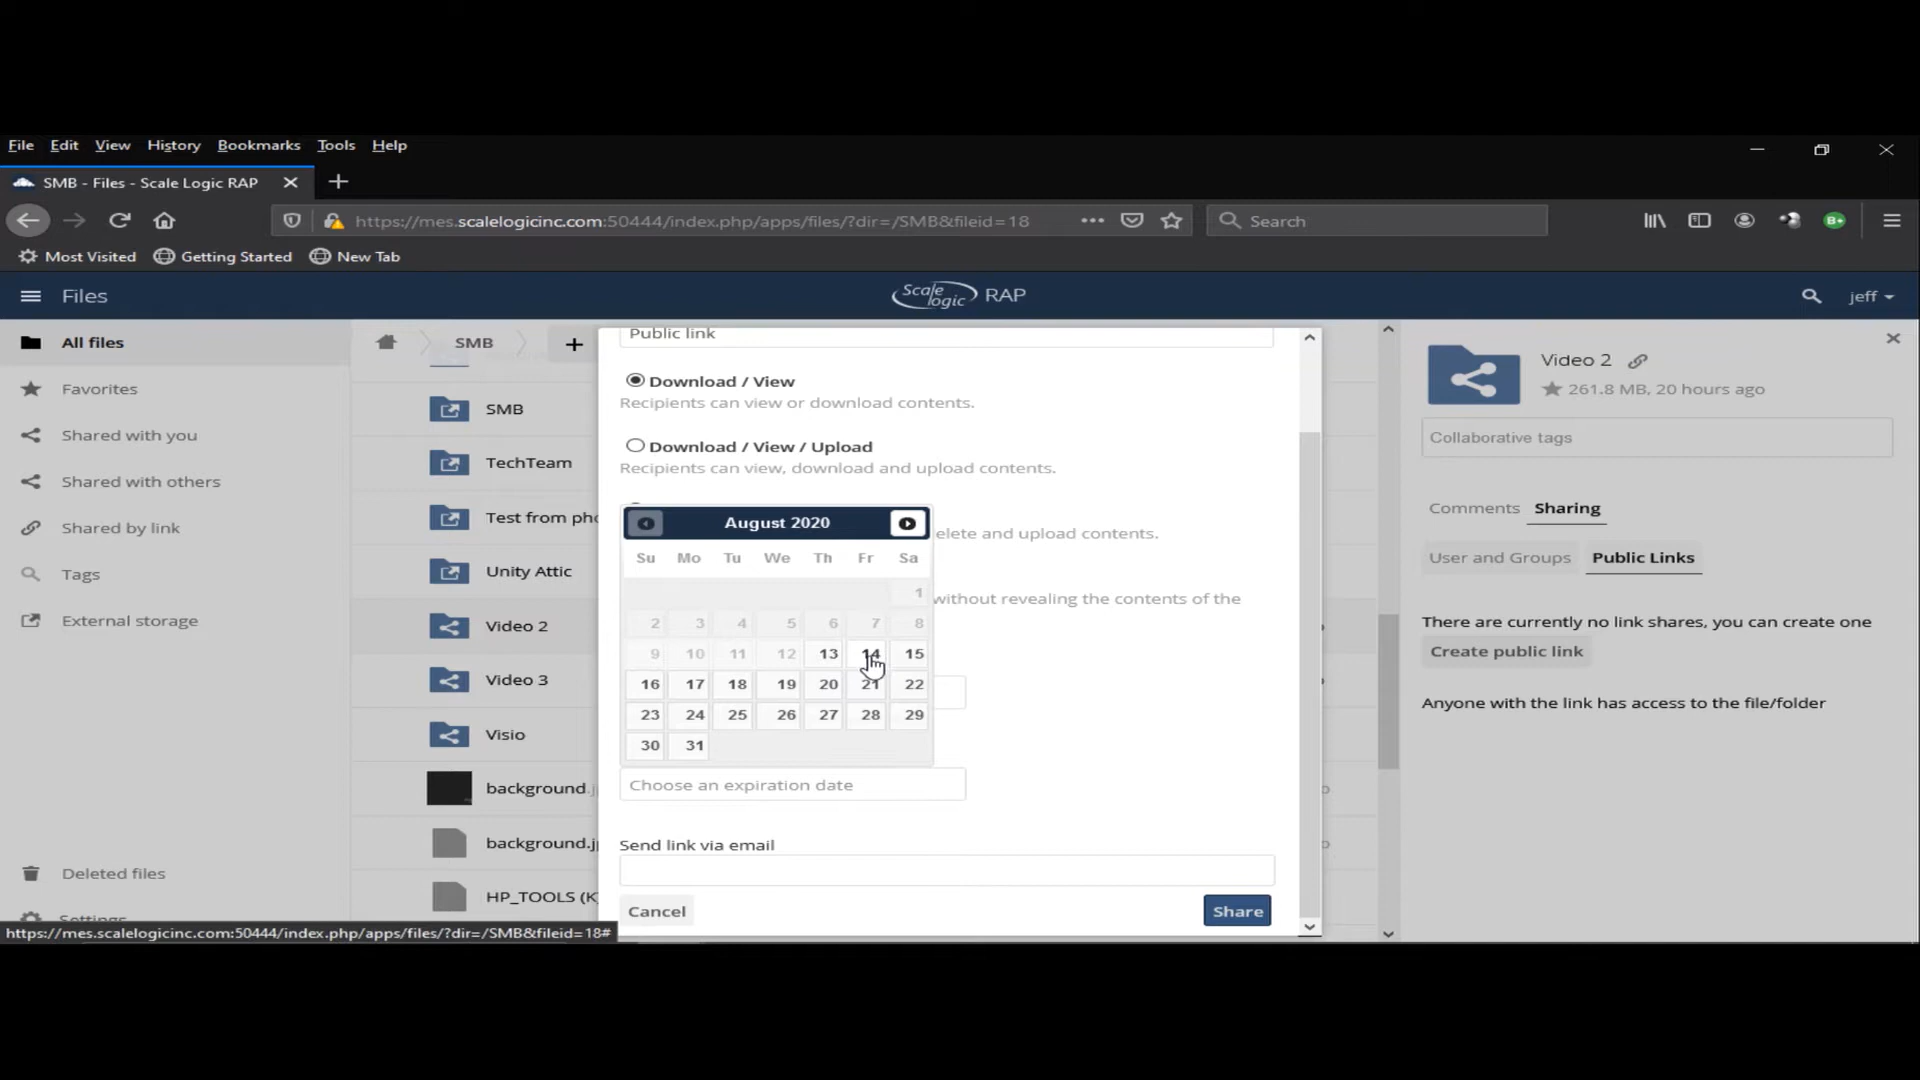 File Edit View History Bookmarks Tools Help
SMB - Files - Scale Logic RAP
https://mes.scalelogicinc.com:50444/index.php/apps/files/?dir=/SMB&fileid=18
Search
Most Visited Getting Started New Tab
Files
Scale logic RAP
jeff
All files
Favorites
Shared with you
Shared with others
Shared by link
Tags
External storage
Deleted files
Settings
SMB
SMB
TechTeam
Test from pho
Unity Attic
Video 2
Video 3
Visio
background.j
background.j
HP_TOOLS (K
Public link
Download / View
Recipients can view or download contents.
Download / View / Upload
Recipients can view, download and upload contents.
elete and upload contents.
without revealing the contents of the
August 2020
Su Mo Tu We Th Fr Sa
1
2 3 4 5 6 7 8
9 10 11 12 13 14 15
16 17 18 19 20 21 22
23 24 25 26 27 28 29
30 31
Choose an expiration date
Send link via email
Cancel Share
Video 2
261.8 MB, 20 hours ago
Collaborative tags
Comments Sharing
User and Groups Public Links
There are currently no link shares, you can create one
Create public link
Anyone with the link has access to the file/folder
https://mes.scalelogicinc.com:50444/index.php/apps/files/?dir=/SMB&fileid=18#